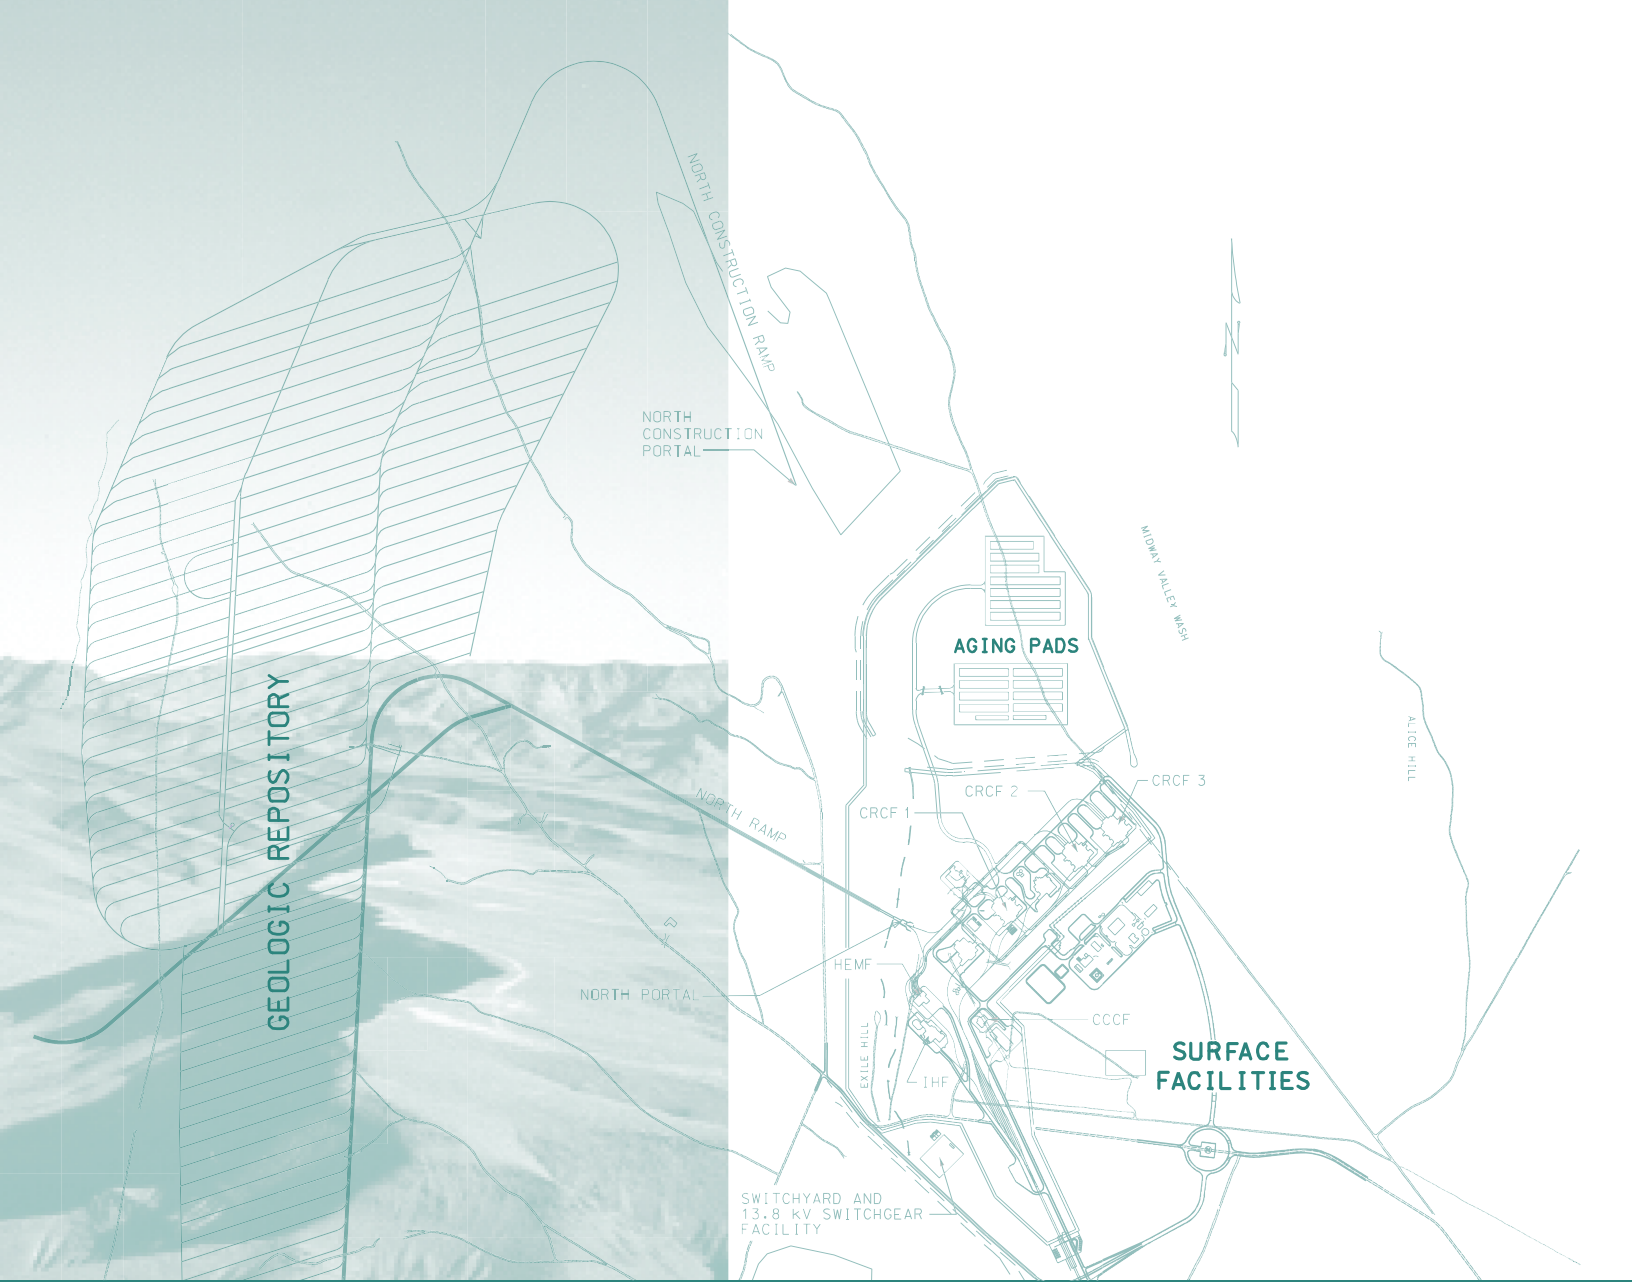 NORTH CONSTRUCTION RAMP
NORTH
CONSTRUCTION
PORTAL
N
MIDWAY VALLEY WASH
AGING PADS
GEOLOGIC REPOSITORY
ALICE HILL
CRCF 3
CRCF 2
CRCF 1
NORTH RAMP
HEMF
NORTH PORTAL
CCCF
EXILE HILL
SURFACE
FACILITIES
IHF
SWITCHYARD AND
13.8 kV SWITCHGEAR
FACILITY